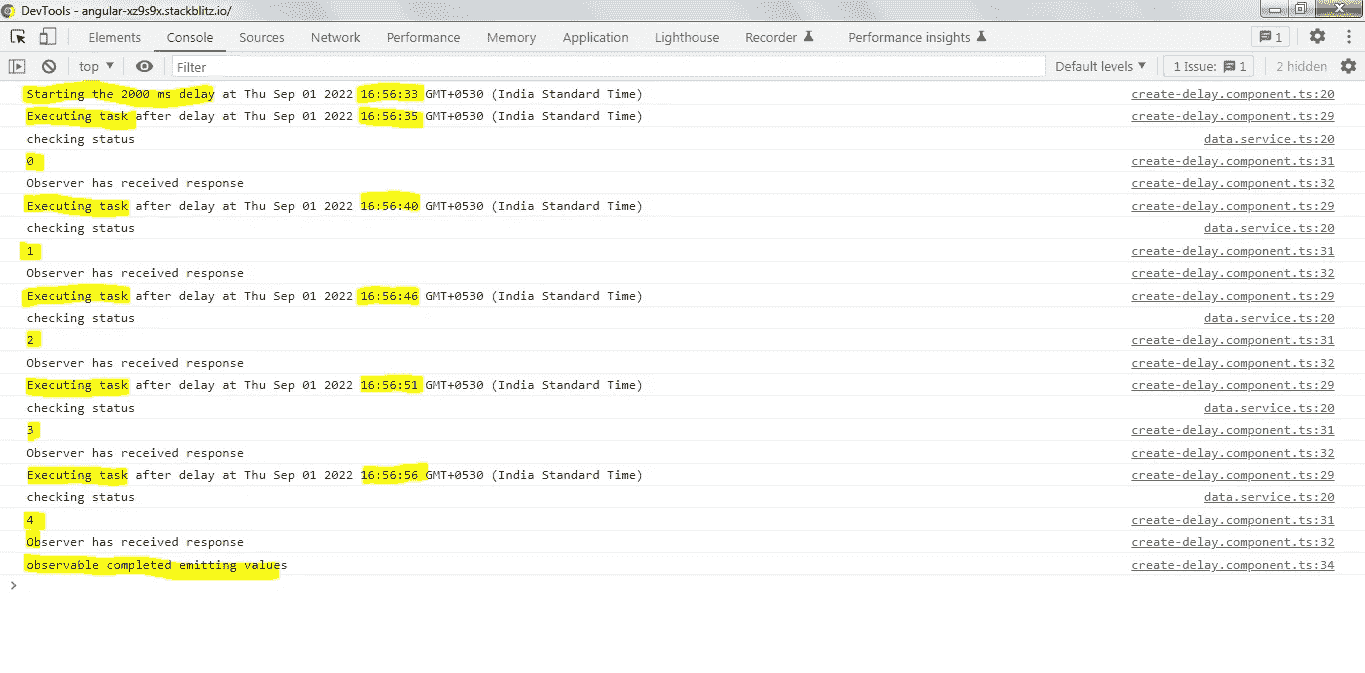 DevTools - angular-xz9s9x.stackblitz.io/
Elements Console Sources Network Performance Memory Application Lighthouse Recorder Performance insights 1
top Filter Default levels 1 Issue: 1 2 hidden
Starting the 2000 ms delay at Thu Sep 01 2022 16:56:33 GMT+0530 (India Standard Time) create-delay.component.ts:20
Executing task after delay at Thu Sep 01 2022 16:56:35 GMT+0530 (India Standard Time) create-delay.component.ts:29
checking status data.service.ts:20
0 create-delay.component.ts:31
Observer has received response create-delay.component.ts:32
Executing task after delay at Thu Sep 01 2022 16:56:40 GMT+0530 (India Standard Time) create-delay.component.ts:29
checking status data.service.ts:20
1 create-delay.component.ts:31
Observer has received response create-delay.component.ts:32
Executing task after delay at Thu Sep 01 2022 16:56:46 GMT+0530 (India Standard Time) create-delay.component.ts:29
checking status data.service.ts:20
2 create-delay.component.ts:31
Observer has received response create-delay.component.ts:32
Executing task after delay at Thu Sep 01 2022 16:56:51 GMT+0530 (India Standard Time) create-delay.component.ts:29
checking status data.service.ts:20
3 create-delay.component.ts:31
Observer has received response create-delay.component.ts:32
Executing task after delay at Thu Sep 01 2022 16:56:56 GMT+0530 (India Standard Time) create-delay.component.ts:29
checking status data.service.ts:20
4 create-delay.component.ts:31
Observer has received response create-delay.component.ts:32
observable completed emitting values create-delay.component.ts:34